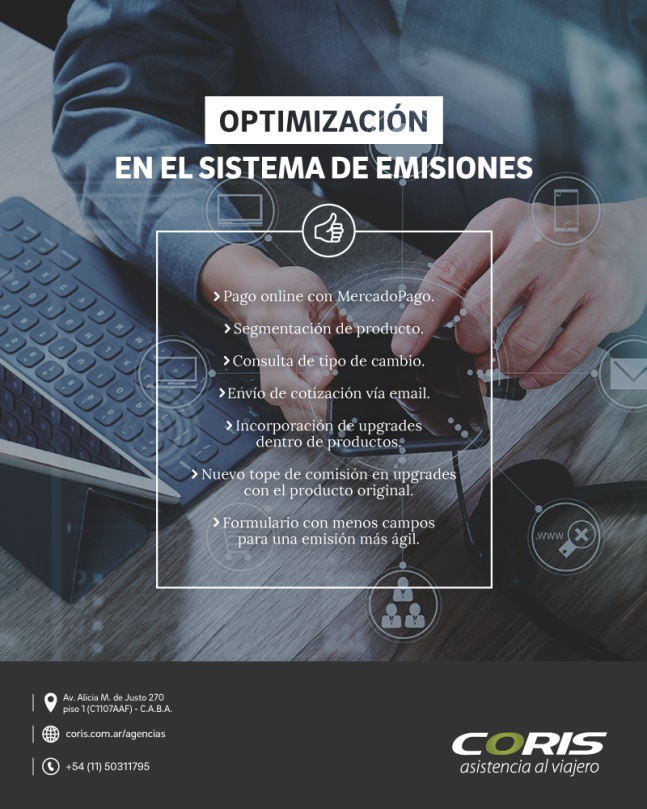 OPTIMIZACIÓN
EN EL SISTEMA DE EMISIONES
Pago online con MercadoPago.
Segmentación de producto.
Consulta de tipo de cambio.
Envío de cotización vía email.
Incorporación de upgrades
dentro de productos.
Nuevo tope de comisión en upgrades
con el producto original.
Formulario con menos campos
para una emisión más ágil.
www
Av. Alicia M. de Justo 270
piso 1 (C1107AAF) - C.A.B.A.
coris.com.ar/agencias
+54 (11) 50311795
CORIS
asistencia al viajero